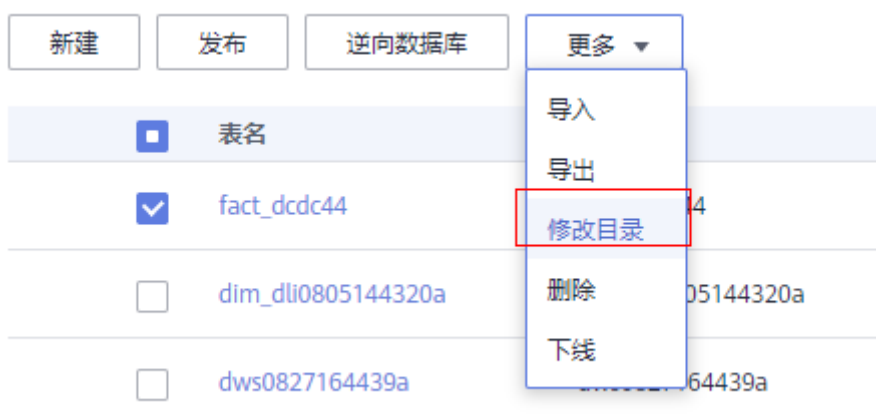 新建 发布 逆向数据库 更多
导入
表名
导出
fact_dcdc44 44
修改目录
删除
dim_dli0805144320a 05144320a
下线
dws0827164439a 64439a